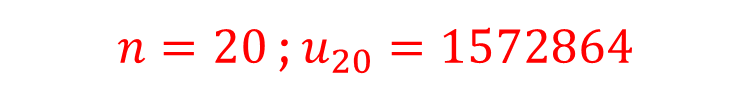 n = 20 ; u₂₀ = 1572864